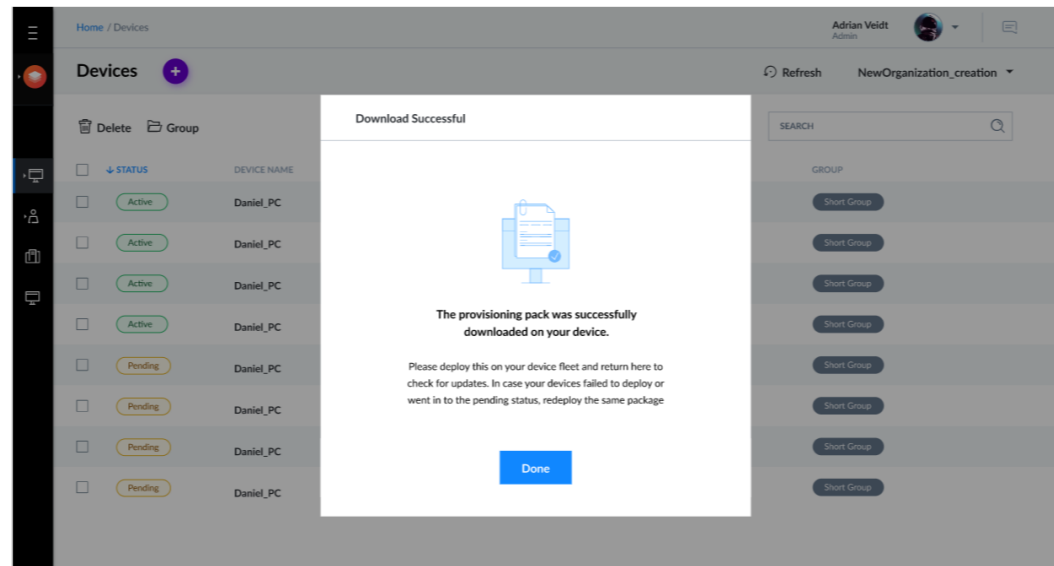 Home / Devices
Adrian Veidt
Admin
Devices
Refresh
NewOrganization_creation
Delete
Group
SEARCH
STATUS
DEVICE NAME
GROUP
Active
Daniel_PC
Short Group
Active
Daniel_PC
Short Group
Active
Daniel_PC
Short Group
Active
Daniel_PC
Short Group
Pending
Daniel_PC
Short Group
Pending
Daniel_PC
Short Group
Pending
Daniel_PC
Short Group
Pending
Daniel_PC
Short Group
Download Successful
The provisioning pack was successfully
downloaded on your device.
Please deploy this on your device fleet and return here to
check for updates. In case your devices failed to deploy or
went in to the pending status, redeploy the same package
Done